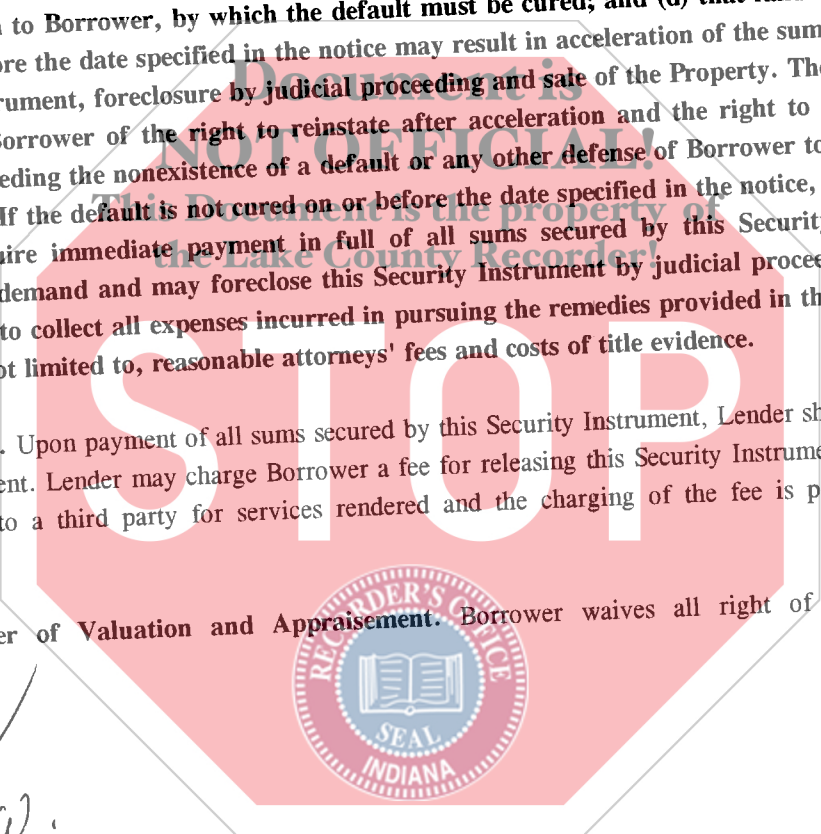 to Borrower, by which the default must be cured; and (d) that
ore the date specified in the notice may result in acceleration of the sum
rument, foreclosure by judicial proceeding and sale of the Property. The
Borrower of the right to reinstate after acceleration and the right to
eding the nonexistence of a default or any other defense of Borrower to
If the default is not cured on or before the date specified in the notice,
uire immediate payment in full of all sums secured by this Security
demand and may foreclose this Security Instrument by judicial procee
to collect all expenses incurred in pursuing the remedies provided in th
ot limited to, reasonable attorneys' fees and costs of title evidence.
. Upon payment of all sums secured by this Security Instrument, Lender sh
ent. Lender may charge Borrower a fee for releasing this Security Instrume
to a third party for services rendered and the charging of the fee is p
er of Valuation and Appraisement. Borrower waives all right of
Document is
NOT OFFICIAL!
This Document is the property of
the Lake County Recorder!
STOP
RECORDER'S OFFICE
SEAL
INDIANA